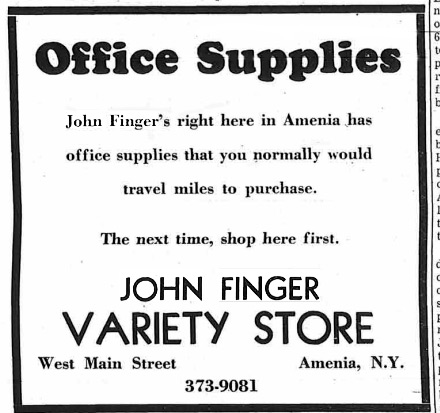 Office Supplies
John Finger's right here in Amenia has
office supplies that you normally would
travel miles to purchase.
The next time, shop here first.
JOHN FINGER
VARIETY STORE
West Main Street Amenia, N.Y.
373-9081